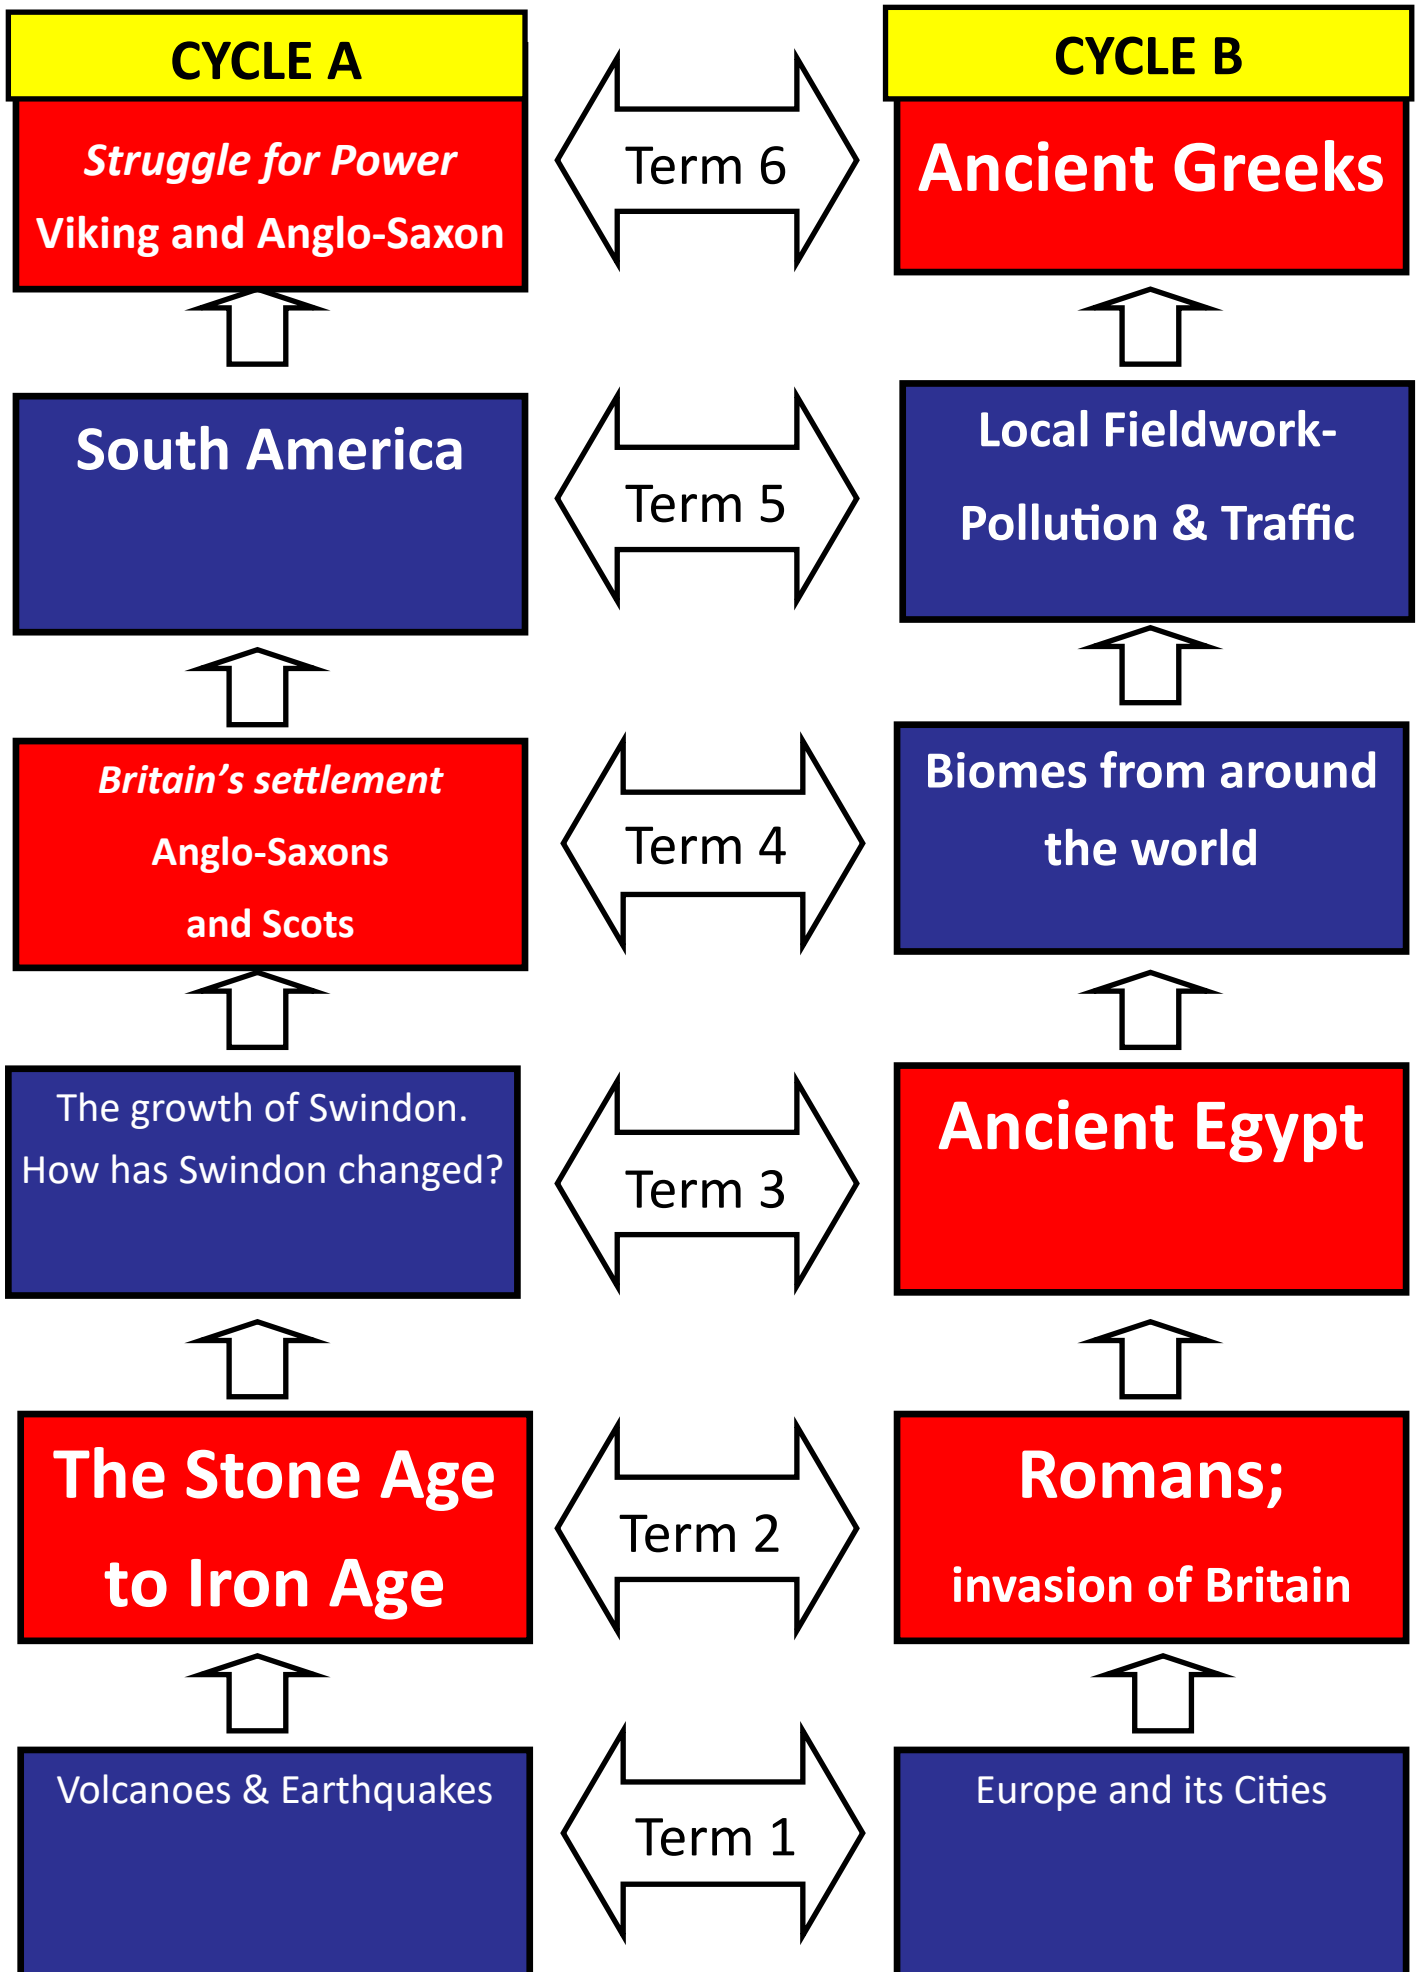 CYCLE A
CYCLE B
Struggle for Power
Viking and Anglo-Saxon
Term 6
Ancient Greeks
South America
Term 5
Local Fieldwork-
Pollution & Traffic
Britain’s settlement
Anglo-Saxons
and Scots
Term 4
Biomes from around
the world
The growth of Swindon.
How has Swindon changed?
Term 3
Ancient Egypt
The Stone Age
to Iron Age
Term 2
Romans;
invasion of Britain
Volcanoes & Earthquakes
Term 1
Europe and its Cities